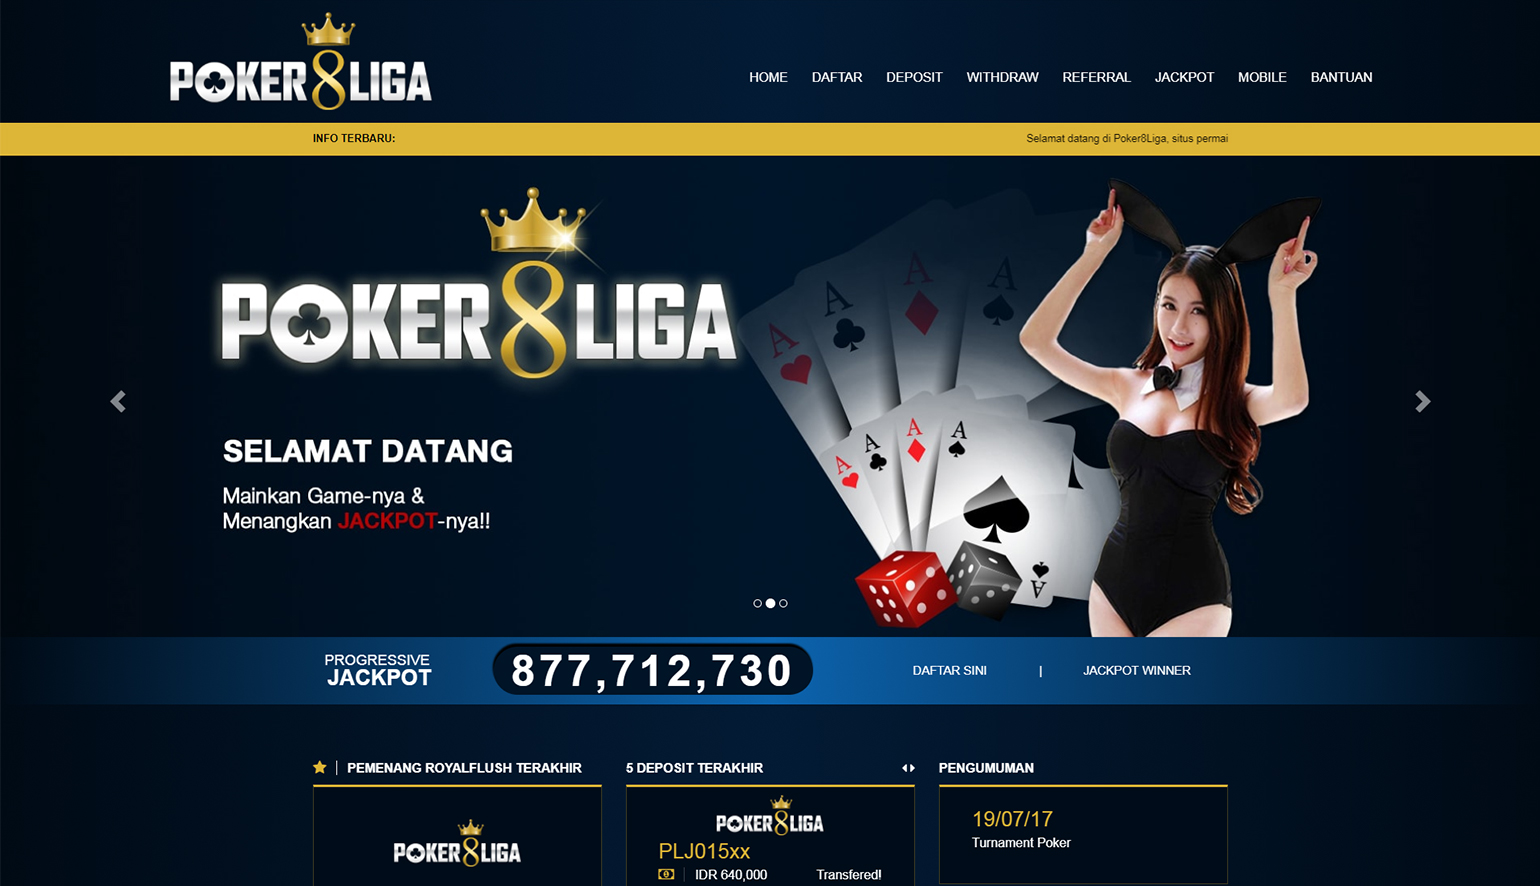 POKER8LIGA
HOME DAFTAR DEPOSIT WITHDRAW REFERRAL JACKPOT MOBILE BANTUAN
INFO TERBARU: Selamat datang di Poker8Liga, situs permai
POKER8LIGA
SELAMAT DATANG
Mainkan Game-nya &
Menangkan JACKPOT-nya!!
A A A A
A A A A
A
PROGRESSIVE
JACKPOT
877,712,730
DAFTAR SINI | JACKPOT WINNER
PEMENANG ROYALFLUSH TERAKHIR
POKER8LIGA
5 DEPOSIT TERAKHIR
POKER8LIGA
PLJ015xx
IDR 640,000 Transfered!
PENGUMUMAN
19/07/17
Turnament Poker